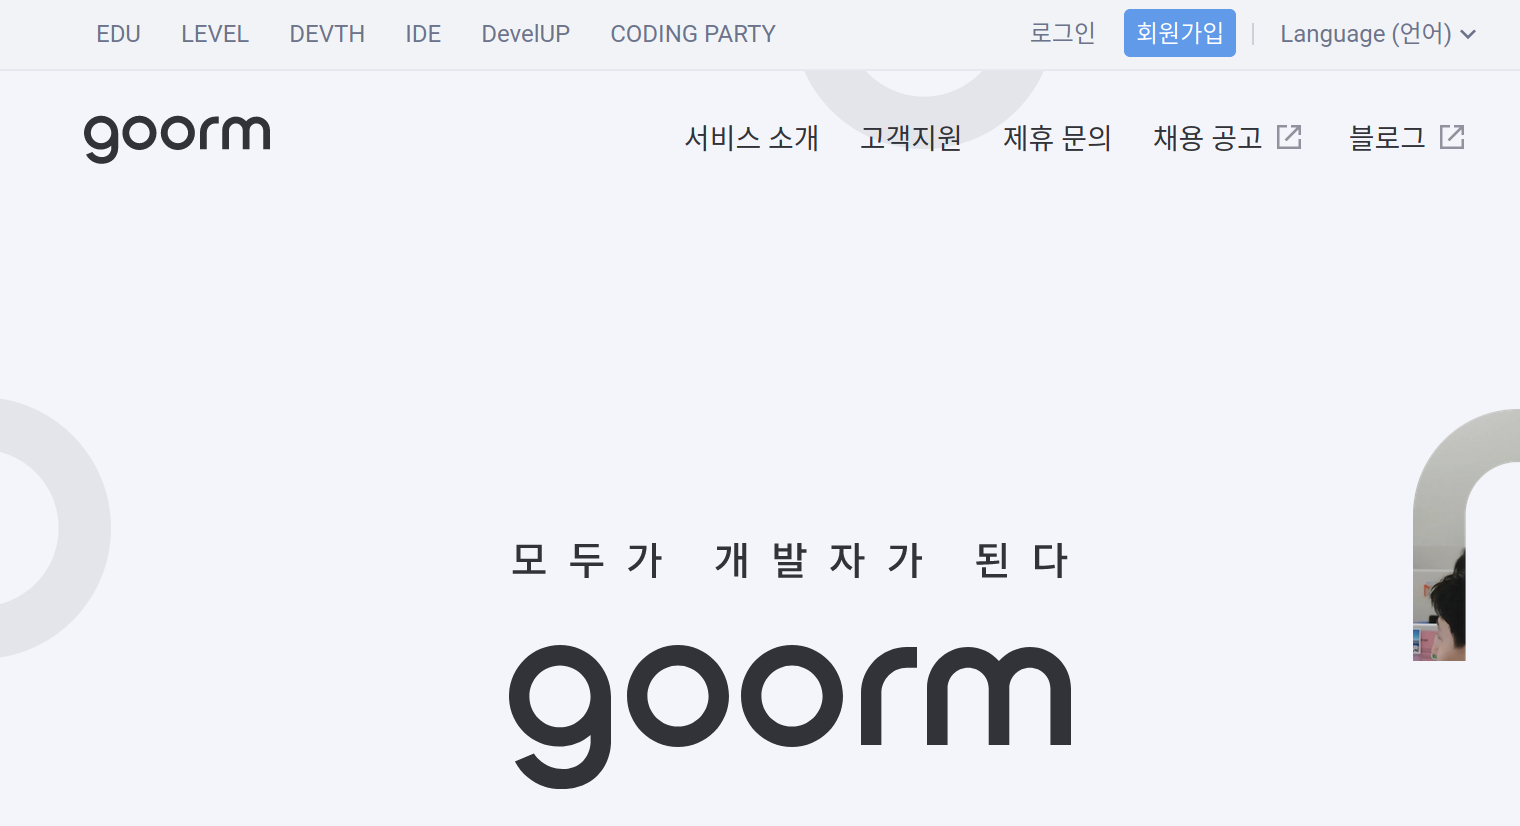 EDU LEVEL DEVTH IDE DevelUP CODING PARTY 로그인 회원가입 Language (언어)
goorm 서비스 소개 고객지원 제휴 문의 채용 공고 블로그
모두가 개발자가 된다
goorm